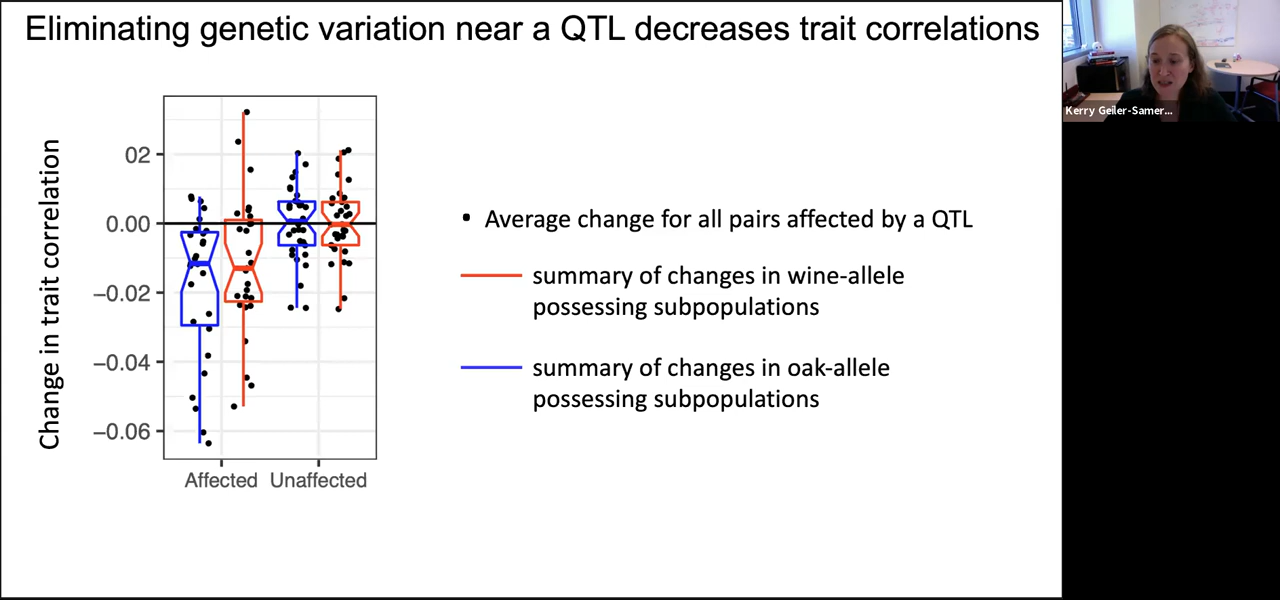 Eliminating genetic variation near a QTL decreases trait correlations
Kerry Geiler-Samer...
Change in trait correlation
02
0.00
−0.02
−0.04
−0.06
Affected
Unaffected
• Average change for all pairs affected by a QTL
summary of changes in wine-allele
possessing subpopulations
summary of changes in oak-allele
possessing subpopulations